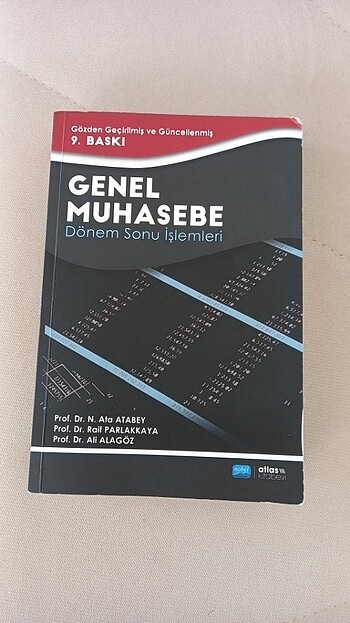 Gözden Geçirilmiş ve Güncellenmiş
9. BASKI
GENEL
MUHASEBE
Dönem Sonu İşlemleri
Prof. Dr. N. Ata ATABEY
Prof. Dr. Raif PARLAKKAYA
Prof. Dr. Ali ALAGÖZ
nobel
atlas
kitabevi